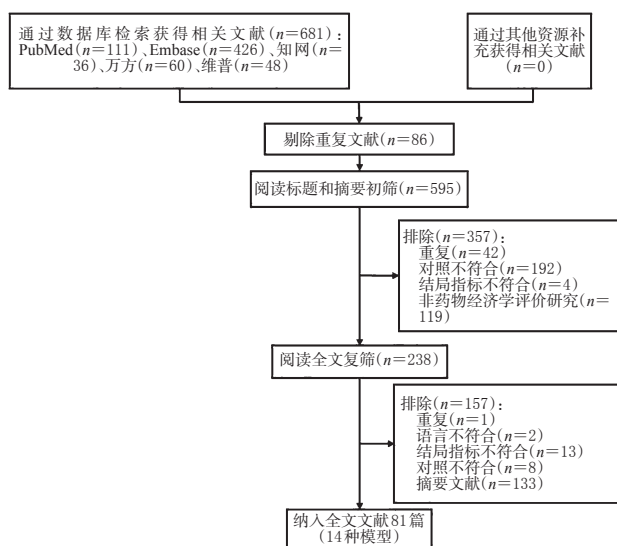 通过数据库检索获得相关文献(n=681)：
PubMed(n=111)、Embase(n=426)、知网(n=
36)、万方(n=60)、维普(n=48)
通过其他资源补
充获得相关文献
(n=0)
剔除重复文献(n=86)
阅读标题和摘要初筛(n=595)
排除(n=357)：
重复(n=42)
对照不符合(n=192)
结局指标不符合(n=4)
非药物经济学评价研究(n=
119)
阅读全文复筛(n=238)
排除(n=157)：
重复(n=1)
语言不符合(n=2)
结局指标不符合(n=13)
对照不符合(n=8)
摘要文献(n=133)
纳入全文文献81篇
(14种模型)